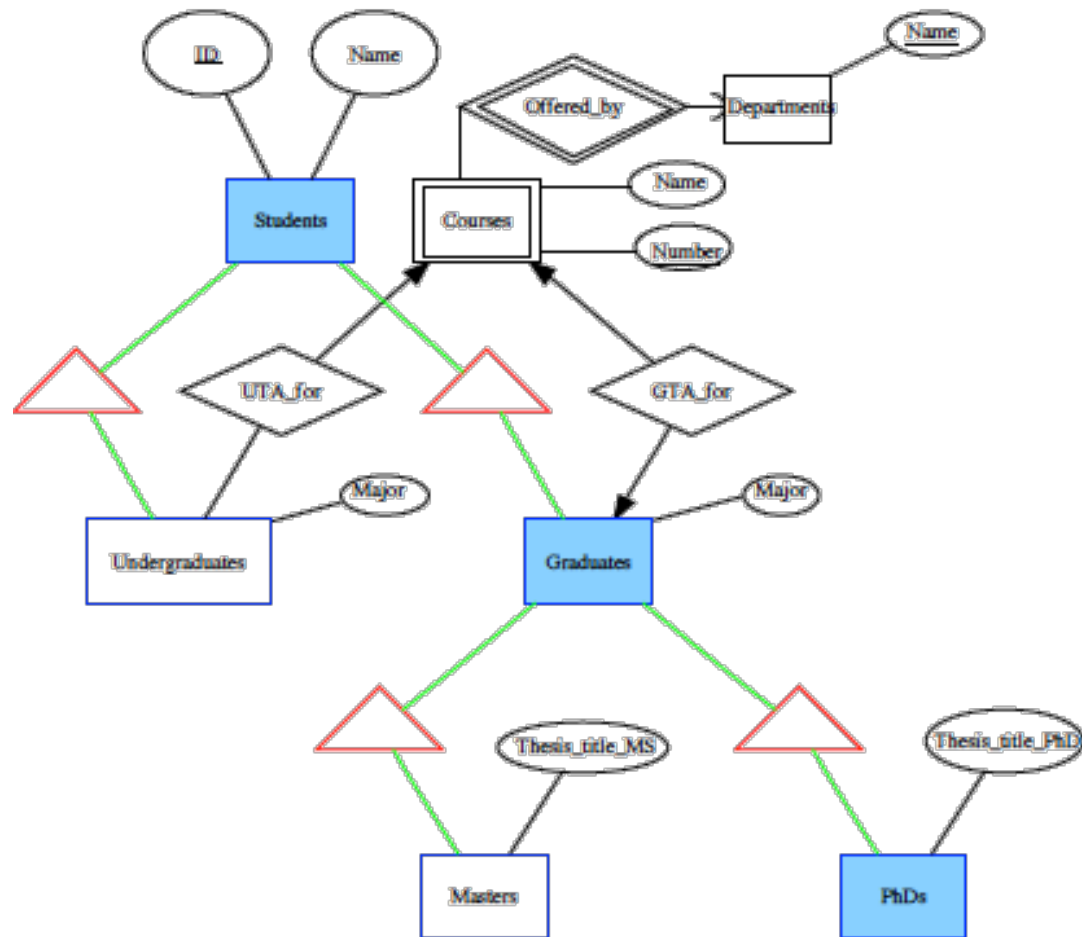 Name
ID
Name
Offered_by
Departments
Name
Students
Courses
Number
UTA_for
GTA_for
Major
Major
Undergraduates
Graduates
Thesis_title_MS
Thesis_title_PhD
Masters
PhDs